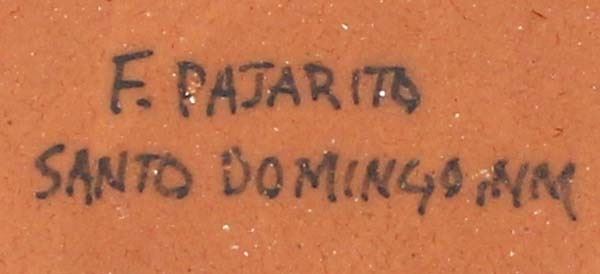 F. PAJARITO
SANTO DOMINGO, NM